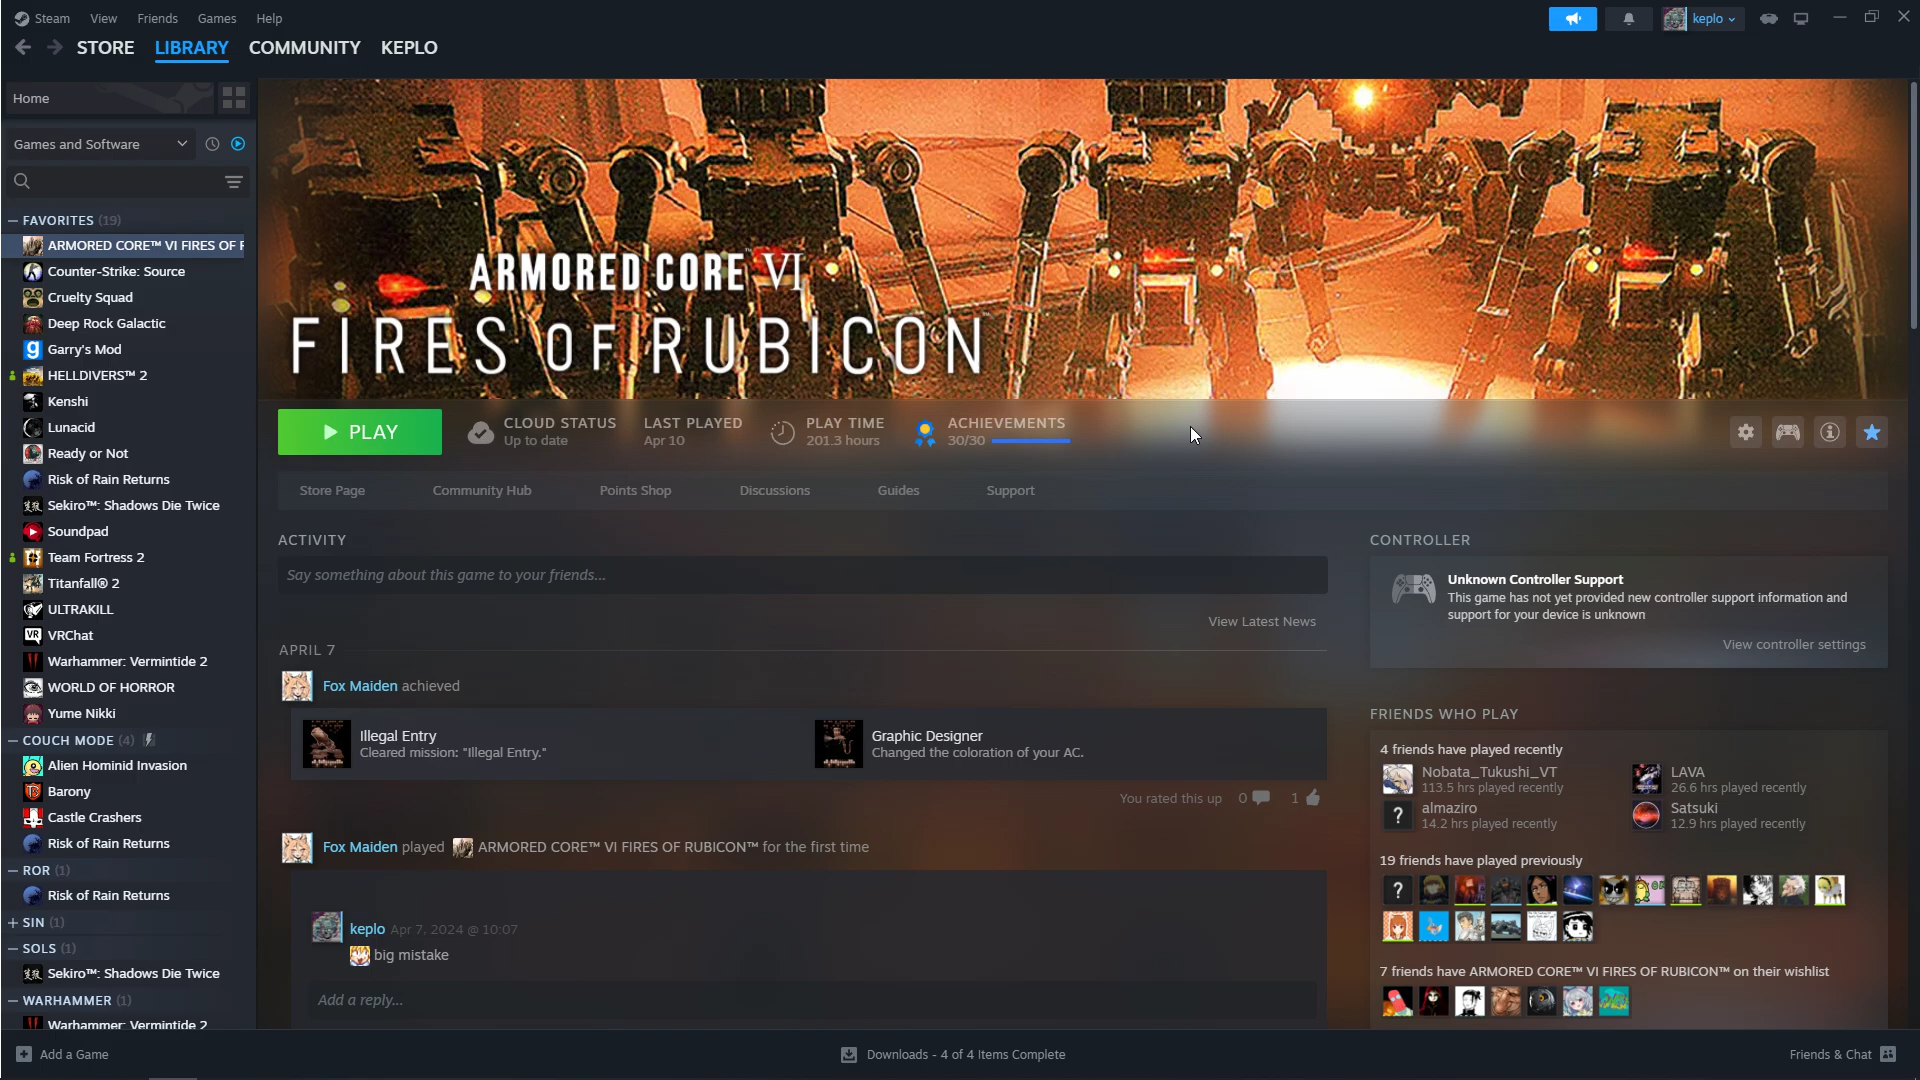 Steam View Friends Games Help
keplo
STORE LIBRARY COMMUNITY KEPLO
Home
Games and Software
FAVORITES (19)
ARMORED CORE™ VI FIRES OF F
Counter-Strike: Source
Cruelty Squad
Deep Rock Galactic
Garry's Mod
HELLDIVERS™ 2
Kenshi
Lunacid
Ready or Not
Risk of Rain Returns
Sekiro™: Shadows Die Twice
Soundpad
Team Fortress 2
Titanfall® 2
ULTRAKILL
VR
VRChat
Warhammer: Vermintide 2
WORLD OF HORROR
Yume Nikki
COUCH MODE (4)
Alien Hominid Invasion
Barony
Castle Crashers
Risk of Rain Returns
ROR (1)
Risk of Rain Returns
SIN (1)
SOLS (1)
Sekiro™: Shadows Die Twice
WARHAMMER (1)
Warhammer: Vermintide 2
ARMORED CORE™ VI
FIRES OF RUBICON™
PLAY
CLOUD STATUS
Up to date
LAST PLAYED
Apr 10
PLAY TIME
201.3 hours
ACHIEVEMENTS
30/30
Store Page Community Hub Points Shop Discussions Guides Support
ACTIVITY
Say something about this game to your friends...
View Latest News
APRIL 7
Fox Maiden achieved
Illegal Entry
Cleared mission: "Illegal Entry."
Graphic Designer
Changed the coloration of your AC.
You rated this up 0 1
Fox Maiden played ARMORED CORE™ VI FIRES OF RUBICON™ for the first time
keplo Apr 7, 2024 @ 10:07
big mistake
Add a reply...
CONTROLLER
Unknown Controller Support
This game has not yet provided new controller support information and
support for your device is unknown
View controller settings
FRIENDS WHO PLAY
4 friends have played recently
Nobata_Tukushi_VT
113.5 hrs played recently
LAVA
26.6 hrs played recently
almaziro
14.2 hrs played recently
Satsuki
12.9 hrs played recently
19 friends have played previously
7 friends have ARMORED CORE™ VI FIRES OF RUBICON™ on their wishlist
Add a Game
Downloads - 4 of 4 Items Complete
Friends & Chat